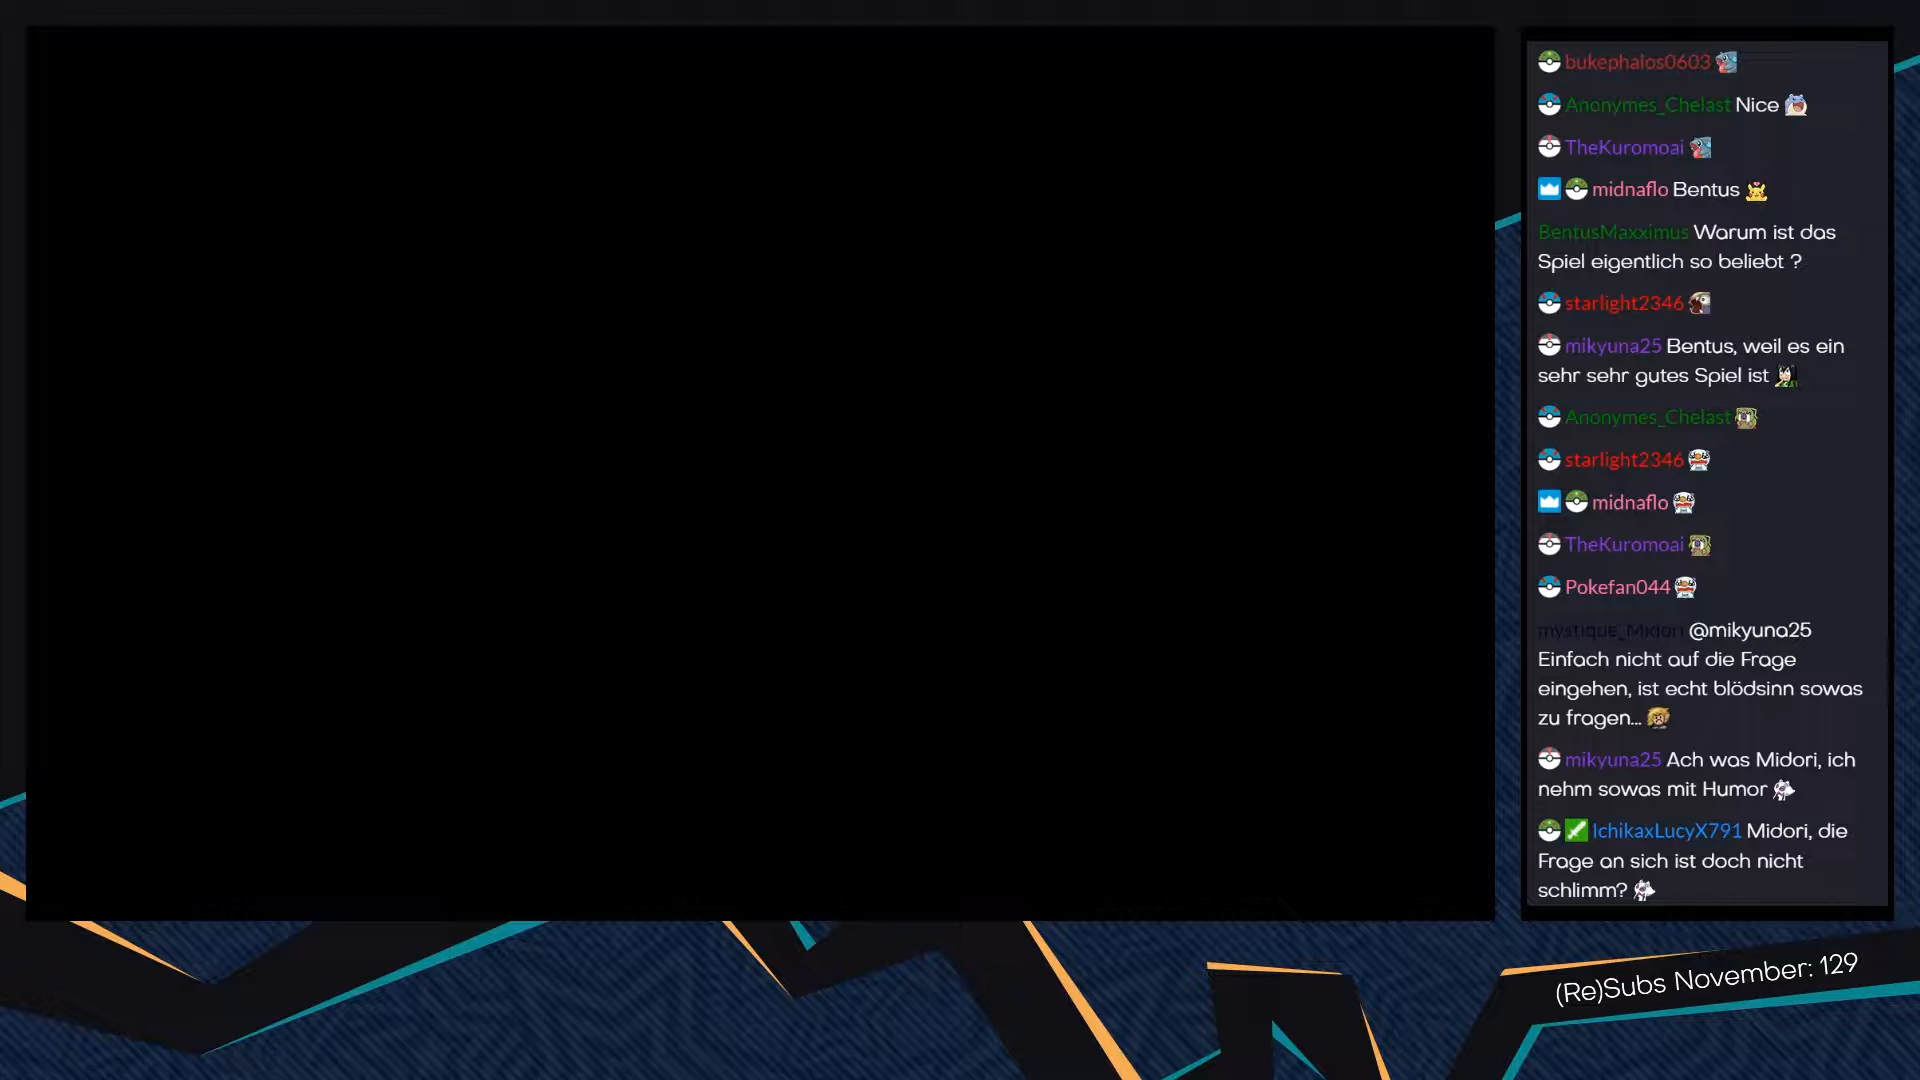 bukephalos0603
Anonymes_Chelast Nice
TheKuromoai
midnaflo Bentus
BentusMaxximus Warum ist das
Spiel eigentlich so beliebt ?
starlight2346
mikyuna25 Bentus, weil es ein
sehr sehr gutes Spiel ist
Anonymes_Chelast
starlight2346
midnaflo
TheKuromoai
Pokefan044
mystique_Midori @mikyuna25
Einfach nicht auf die Frage
eingehen, ist echt blödsinn sowas
zu fragen...
mikyuna25 Ach was Midori, ich
nehm sowas mit Humor
IchikaxLucyX791 Midori, die
Frage an sich ist doch nicht
schlimm?
(Re)Subs November: 129